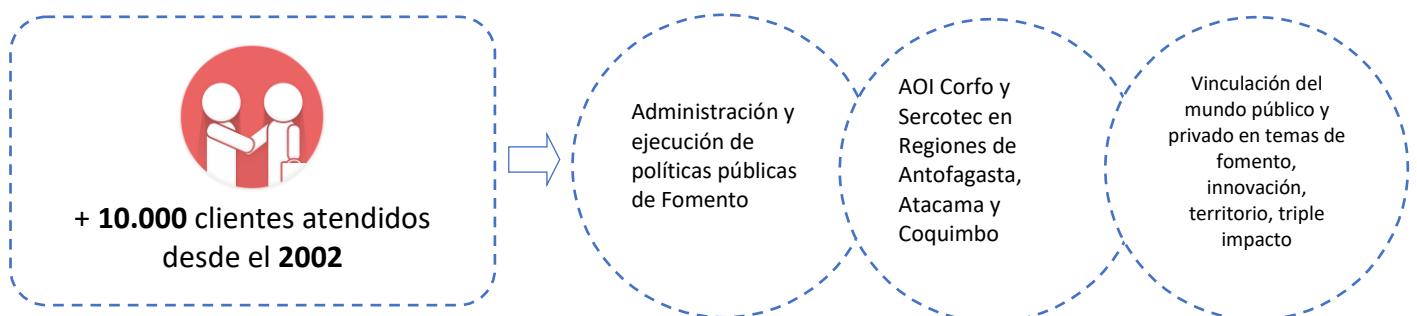 + 10.000 clientes atendidos
desde el 2002
Administración y
ejecución de
políticas públicas
de Fomento
AOI Corfo y
Sercotec en
Regiones de
Antofagasta,
Atacama y
Coquimbo
Vinculación del
mundo público y
privado en temas de
fomento,
innovación,
territorio, triple
impacto